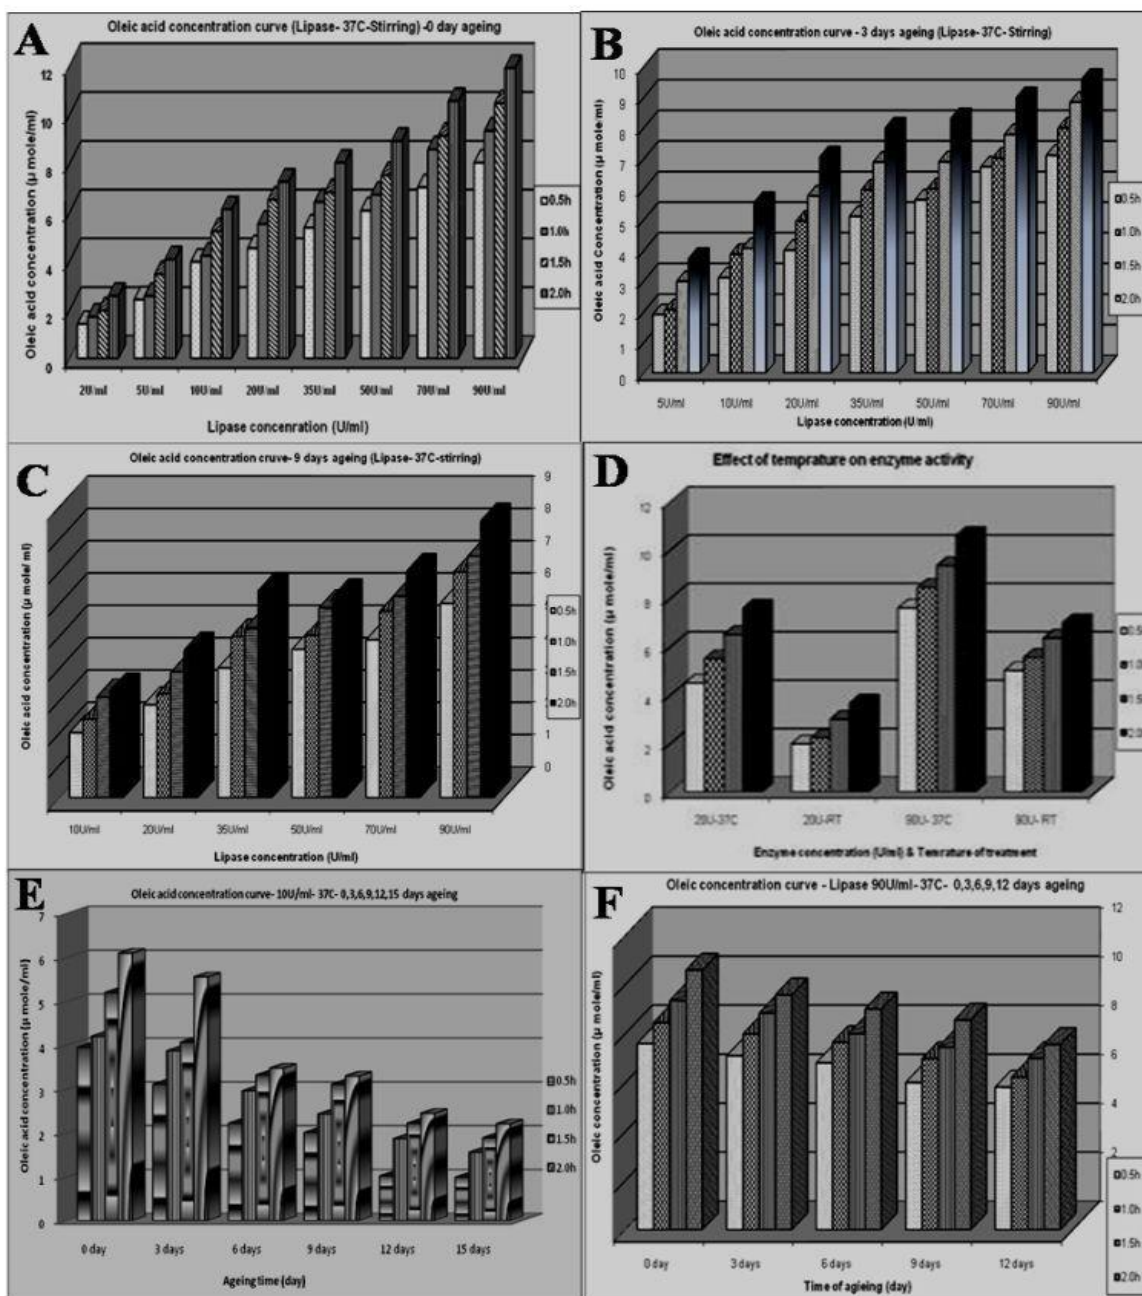 A
Oleic acid concentration curve (Lipase- 37C-Stirring) -0 day ageing
Oleic acid concentration (µ mole/ml)
12
10
8
6
4
2
0
2U/ml 5U/ml 10U/ml 20U/ml 35U/ml 50U/ml 70U/ml 90U/ml
Lipase concenration (U/ml)
0.5h
1.0h
1.5h
2.0h
B
Oleic acid concentration curve - 3 days ageing (Lipase-37C-Stirring)
Oleic acid Concentration (µ mole/ml)
10
9
8
7
6
5
4
3
2
1
0
5U/ml 10U/ml 20U/ml 35U/ml 50U/ml 70U/ml 90U/ml
Lipase concentration (U/ml)
0.5h
1.0h
1.5h
2.0h
C
Oleic acid concentration cruve- 9 days ageing (Lipase-37C-stirring)
Oleic acid concentration (µ mole/ ml)
9
8
7
6
5
4
3
2
1
0
10U/ml 20U/ml 35U/ml 50U/ml 70U/ml 90U/ml
Lipase concentration (U/ml)
0.5h
1.0h
1.5h
2.0h
D
Effect of temprature on enzyme activity
Oleic acid concentration (µ mole/ml)
12
10
8
6
4
2
0
20U-37C 20U-RT 90U-37C 90U-RT
Enzyme concentration (U/ml) & Temrature of treatment
0.5
1.0
1.5
2.0
E
Oleic acid concentration curve- 10U/ml- 37C- 0,3,6,9,12,15 days ageing
Oleic acid concentration (µ mole/ml)
7
6
5
4
3
2
1
0
0 day 3 days 6 days 9 days 12 days 15 days
Ageing time (day)
0.5h
1.0h
1.5h
2.0h
F
Oleic concentration curve - Lipase 90U/ml- 37C- 0,3,6,9,12 days ageing
Oleic concentration (µ mole/ml)
12
10
8
6
4
2
0 day 3 days 6 days 9 days 12 days
Time of agieing (day)
0.5h
1.0h
1.5h
2.0h